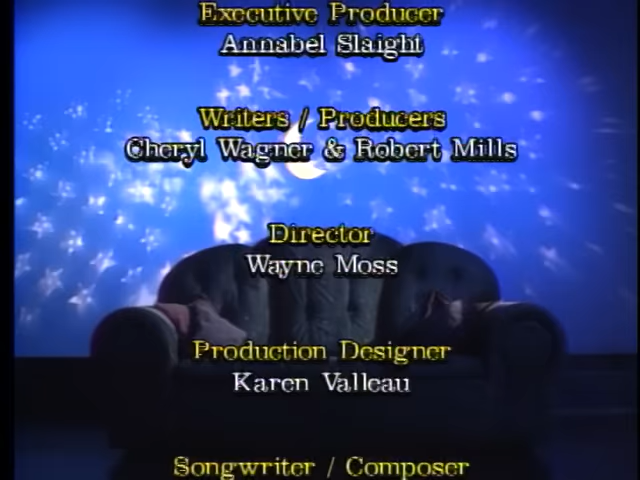 Executive Producer
Annabel Slaight
Writers / Producers
Cheryl Wagner & Robert Mills
Director
Wayne Moss
Production Designer
Karen Valleau
Songwriter / Composer